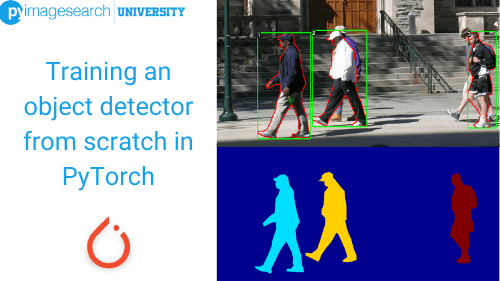 pyimagesearch UNIVERSITY
Training an
object detector
from scratch in
PyTorch